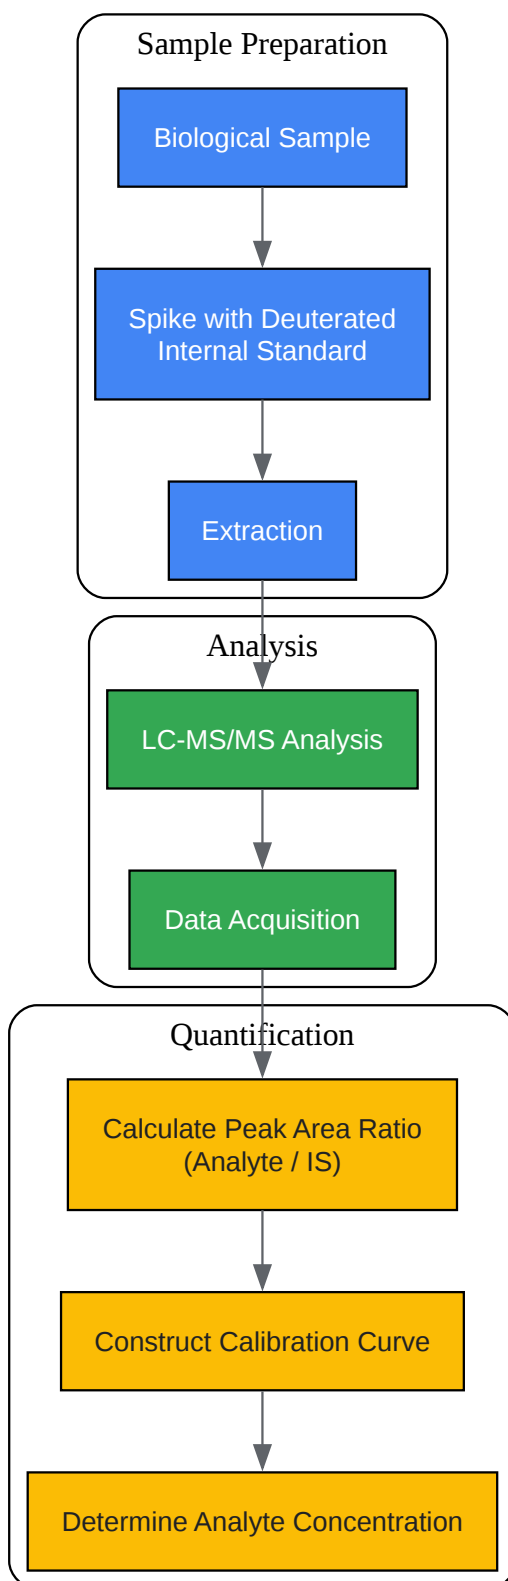 Sample Preparation
Biological Sample
Spike with Deuterated
Internal Standard
Extraction
Analysis
LC-MS/MS Analysis
Data Acquisition
Quantification
Calculate Peak Area Ratio
(Analyte / IS)
Construct Calibration Curve
Determine Analyte Concentration